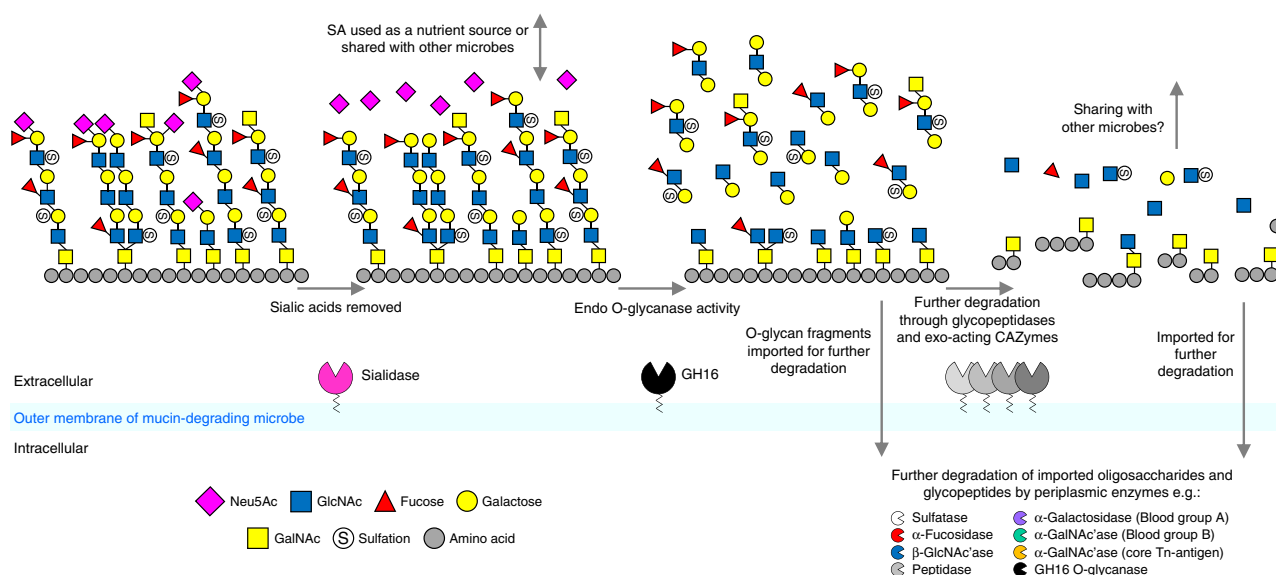 SA used as a nutrient source or
shared with other microbes
Sharing with
other microbes?
Sialic acids removed
Endo O-glycanase activity
Further degradation
through glycopeptidases
and exo-acting CAZymes
O-glycan fragments
imported for further
degradation
Imported for
further
degradation
Extracellular
Sialidase
GH16
Outer membrane of mucin-degrading microbe
Intracellular
Further degradation of imported oligosaccharides and
glycopeptides by periplasmic enzymes e.g.:
Neu5Ac
GlcNAc
Fucose
Galactose
GalNAc
S Sulfation
Amino acid
Sulfatase
α-Fucosidase
β-GlcNAc'ase
Peptidase
α-Galactosidase (Blood group A)
α-GalNAc'ase (Blood group B)
α-GalNAc'ase (core Tn-antigen)
GH16 O-glycanase